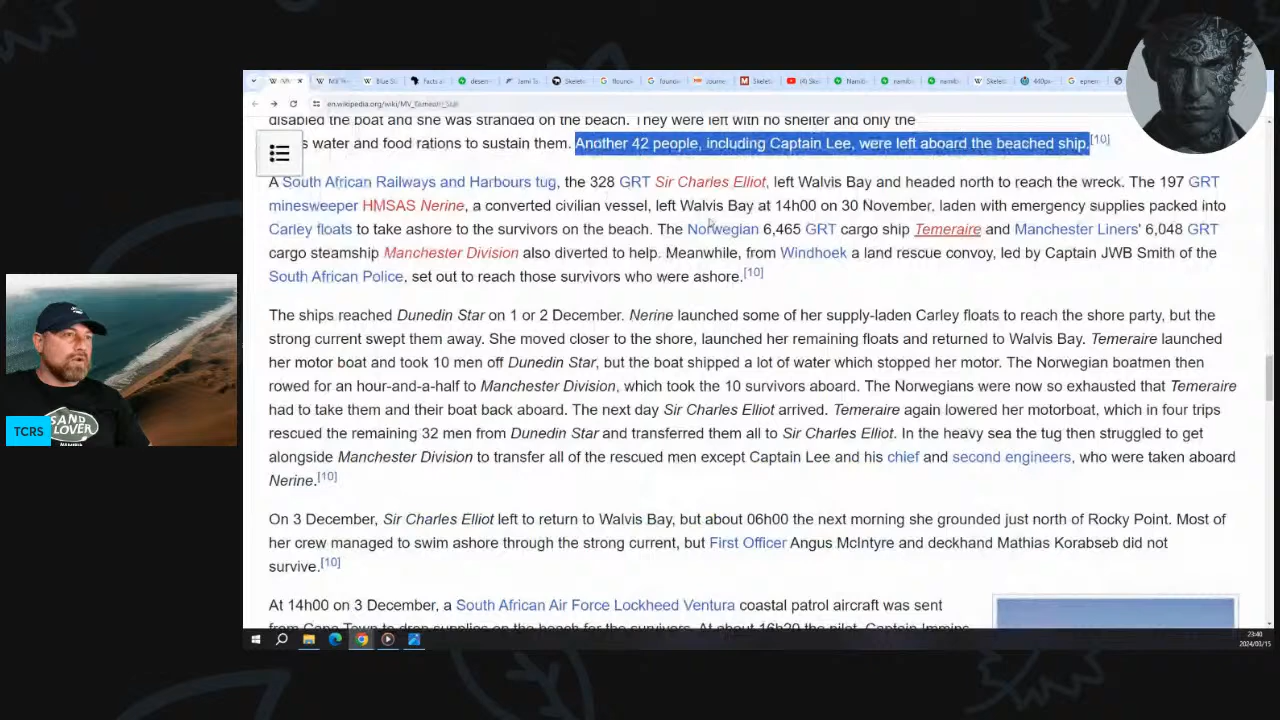 en.wikipedia.org/wiki/MV_Dunedin_Star
disabled the boat and she was stranded on the beach. They were left with no shelter and only the
s water and food rations to sustain them. Another 42 people, including Captain Lee, were left aboard the beached ship.[10]
A South African Railways and Harbours tug, the 328 GRT Sir Charles Elliot, left Walvis Bay and headed north to reach the wreck. The 197 GRT
minesweeper HMSAS Nerine, a converted civilian vessel, left Walvis Bay at 14h00 on 30 November, laden with emergency supplies packed into
Carley floats to take ashore to the survivors on the beach. The Norwegian 6,465 GRT cargo ship Temeraire and Manchester Liners' 6,048 GRT
cargo steamship Manchester Division also diverted to help. Meanwhile, from Windhoek a land rescue convoy, led by Captain JWB Smith of the
South African Police, set out to reach those survivors who were ashore.[10]
The ships reached Dunedin Star on 1 or 2 December. Nerine launched some of her supply-laden Carley floats to reach the shore party, but the
strong current swept them away. She moved closer to the shore, launched her remaining floats and returned to Walvis Bay. Temeraire launched
her motor boat and took 10 men off Dunedin Star, but the boat shipped a lot of water which stopped her motor. The Norwegian boatmen then
rowed for an hour-and-a-half to Manchester Division, which took the 10 survivors aboard. The Norwegians were now so exhausted that Temeraire
had to take them and their boat back aboard. The next day Sir Charles Elliot arrived. Temeraire again lowered her motorboat, which in four trips
rescued the remaining 32 men from Dunedin Star and transferred them all to Sir Charles Elliot. In the heavy sea the tug then struggled to get
alongside Manchester Division to transfer all of the rescued men except Captain Lee and his chief and second engineers, who were taken aboard
Nerine.[10]
On 3 December, Sir Charles Elliot left to return to Walvis Bay, but about 06h00 the next morning she grounded just north of Rocky Point. Most of
her crew managed to swim ashore through the strong current, but First Officer Angus McIntyre and deckhand Mathias Korabseb did not
survive.[10]
At 14h00 on 3 December, a South African Air Force Lockheed Ventura coastal patrol aircraft was sent
TCRS
SAND
LOVER
23:40
2024/03/15